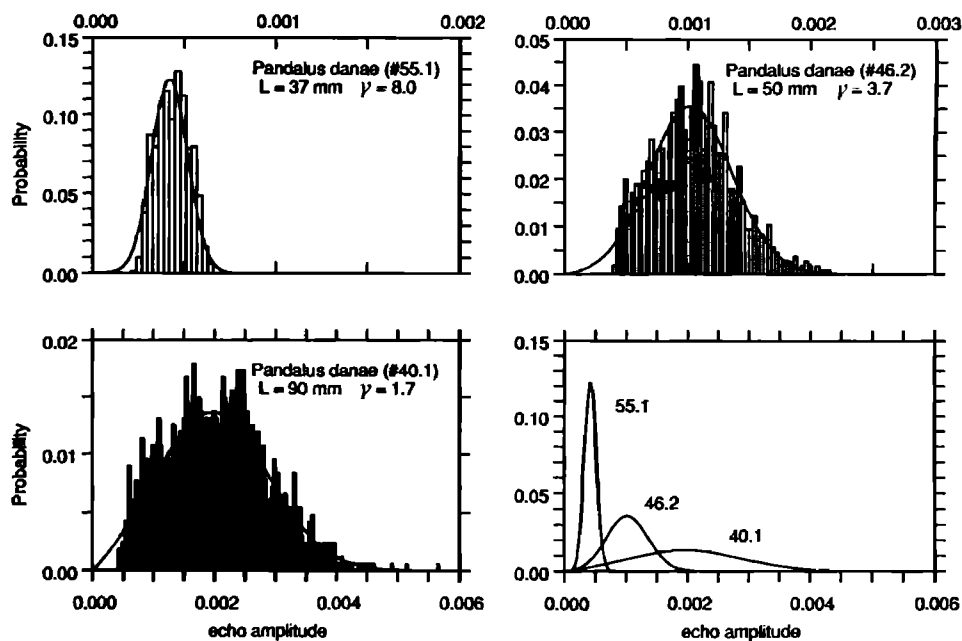 0.000 0.001 0.002
0.15
0.10
0.05
0.00
Probability
Pandalus danae (#55.1)
L = 37 mm γ = 8.0
0.000 0.001 0.002 0.003
0.05
0.04
0.03
0.02
0.01
0.00
Pandalus danae (#46.2)
L = 50 mm γ = 3.7
0.02
0.01
0.00
Probability
Pandalus danae (#40.1)
L = 90 mm γ = 1.7
0.000 0.002 0.004 0.006
echo amplitude
0.15
0.10
0.05
0.00
55.1
46.2
40.1
0.000 0.002 0.004 0.006
echo amplitude